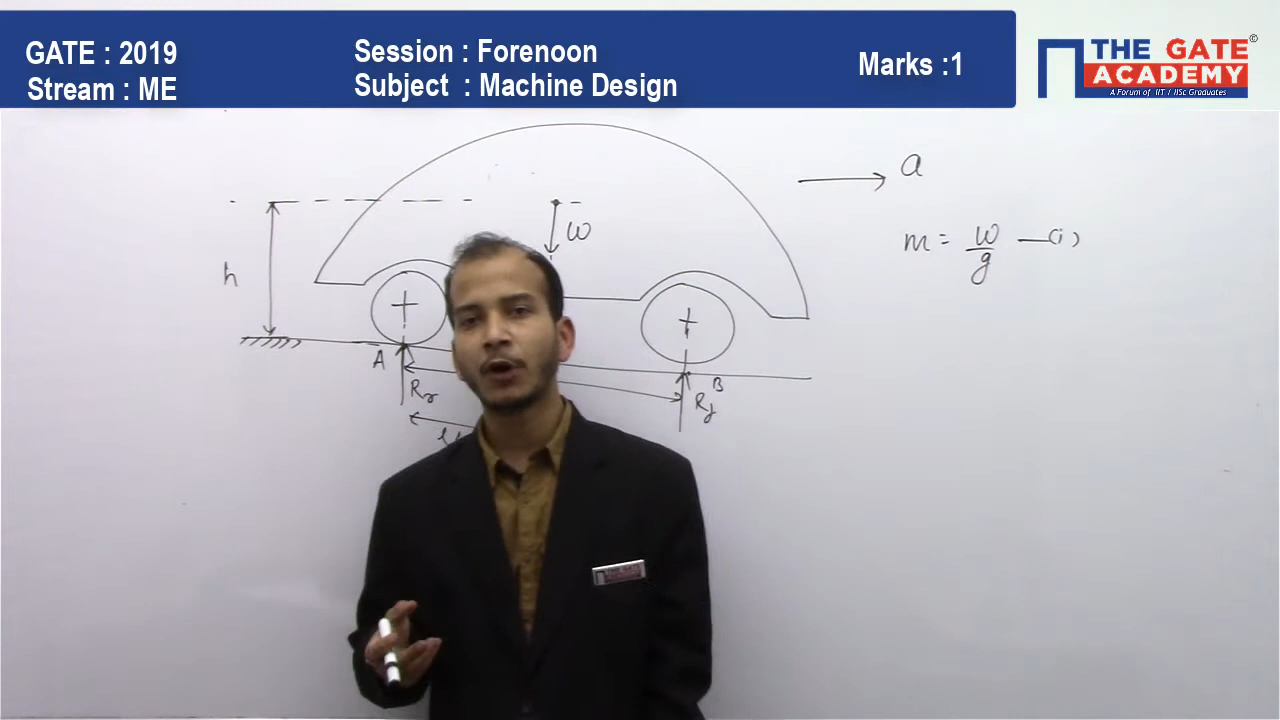 GATE : 2019
Stream : ME
Session : Forenoon
Subject : Machine Design
Marks :1
THE GATE
ACADEMY
©
A Forum of IIT / IISc Graduates
a
h
W
m = W/g —(i)
A
B
Rr
Rf